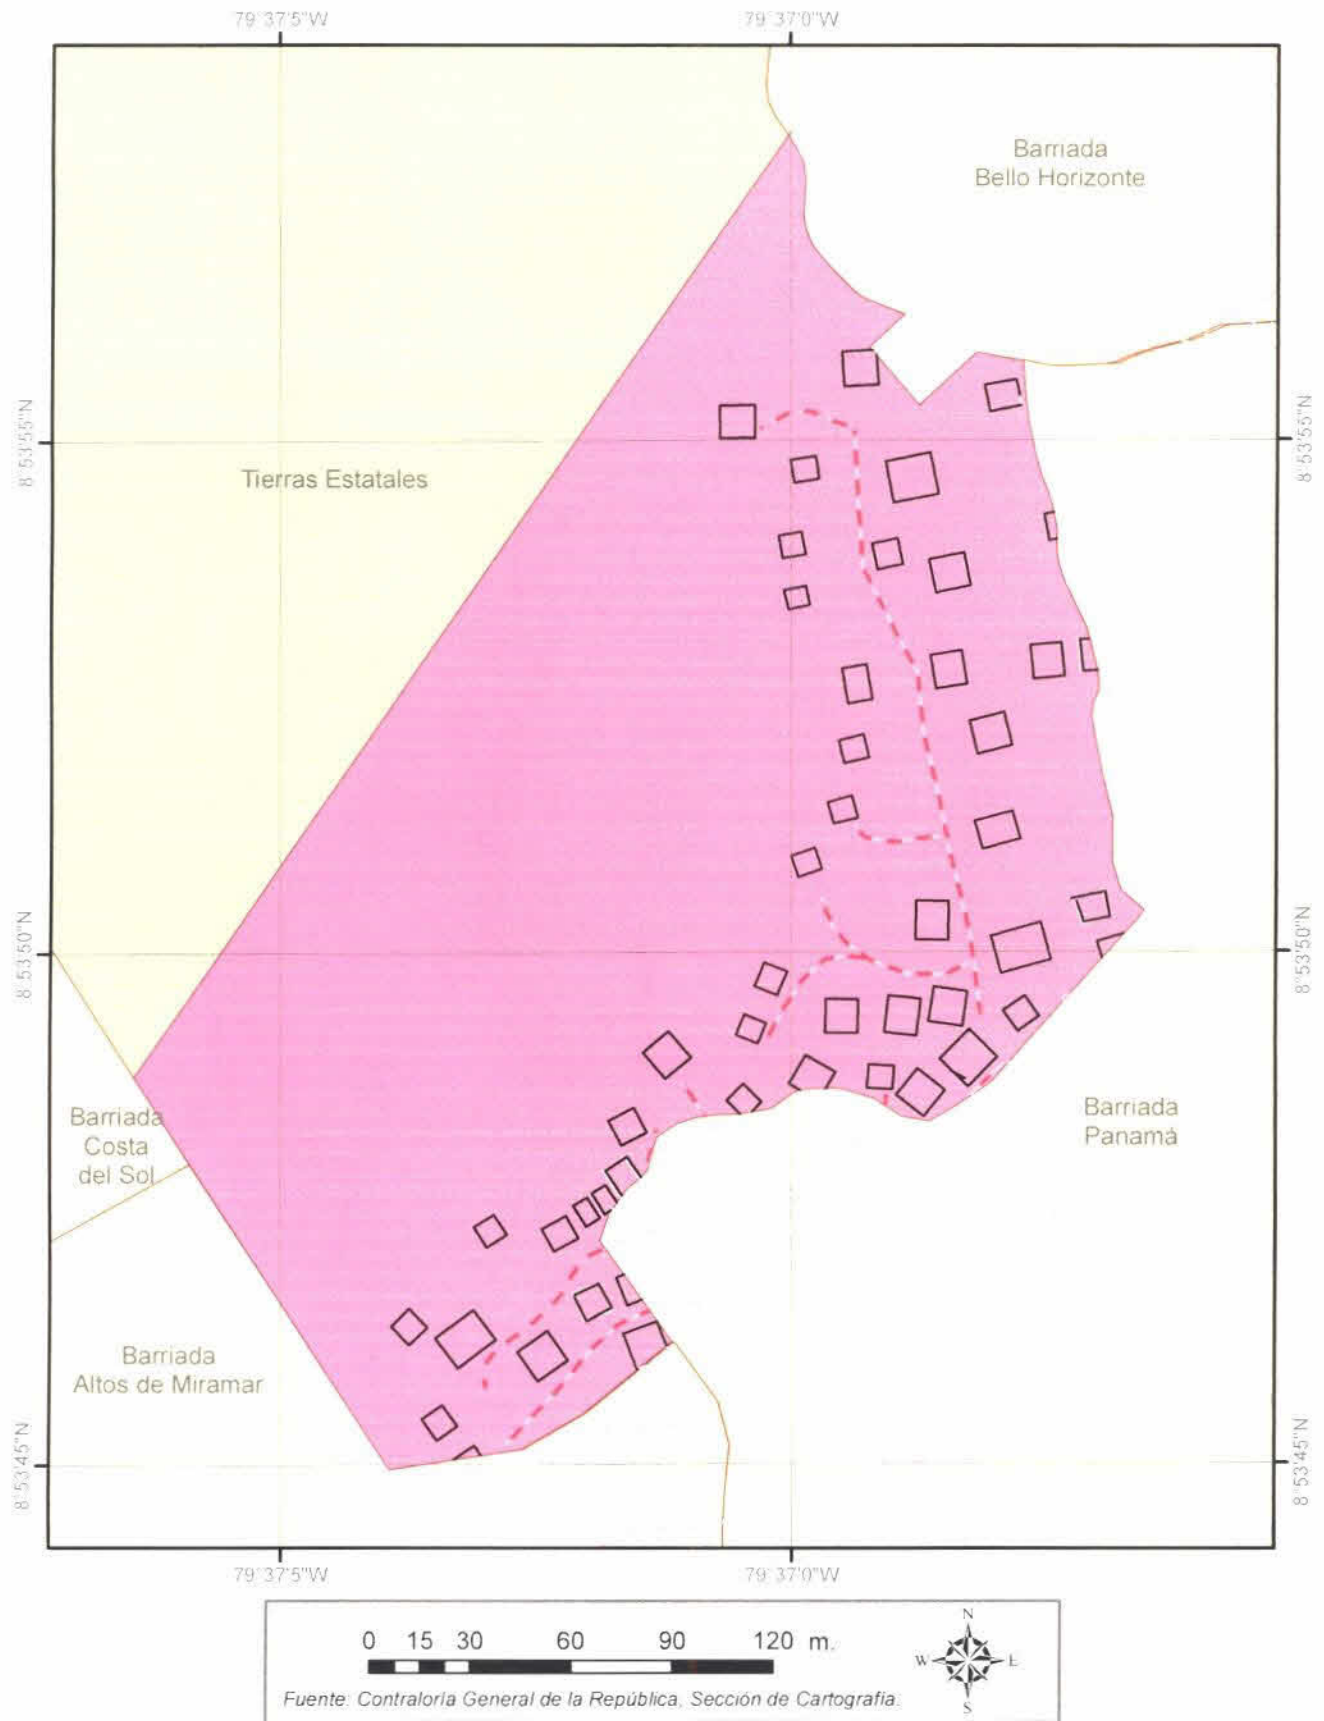 79°37'5"W
79°37'0"W
Barriada
Bello Horizonte
8°53'55"N
8°53'55"N
Tierras Estatales
8°53'50"N
8°53'50"N
Barriada
Costa
del Sol
Barriada
Panamá
Barriada
Altos de Miramar
8°53'45"N
8°53'45"N
79°37'5"W
79°37'0"W
0 15 30 60 90 120 m.
N
W E
S
Fuente: Contraloría General de la República, Sección de Cartografía.